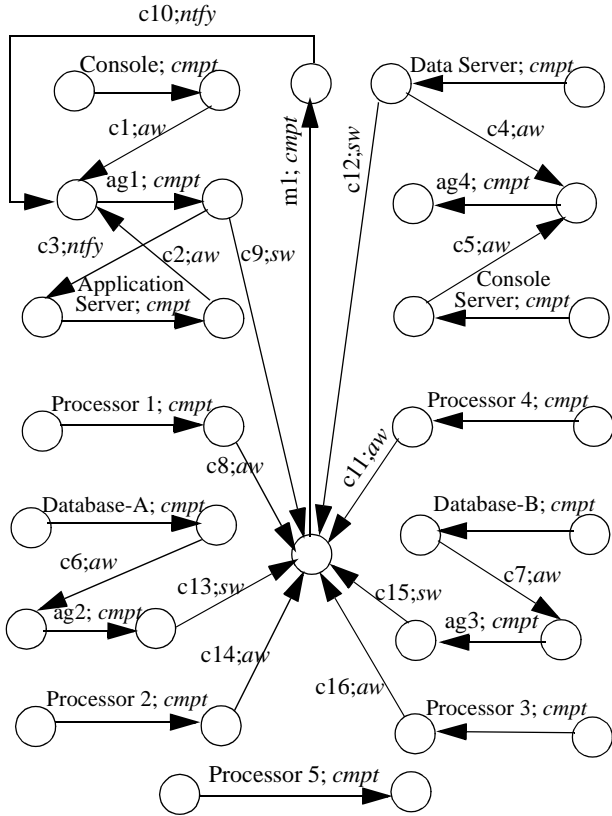 c10;ntfy
Console; cmpt
Data Server; cmpt
c1;aw
m1; cmpt
c12;sw
c4;aw
ag1; cmpt
ag4; cmpt
c3;ntfy
c2;aw
c9;sw
c5;aw
Application
Server; cmpt
Console
Server; cmpt
Processor 1; cmpt
Processor 4; cmpt
c8;aw
c11;aw
Database-A; cmpt
Database-B; cmpt
c6;aw
c7;aw
c13;sw
c15;sw
ag2; cmpt
ag3; cmpt
c14;aw
c16;aw
Processor 2; cmpt
Processor 3; cmpt
Processor 5; cmpt